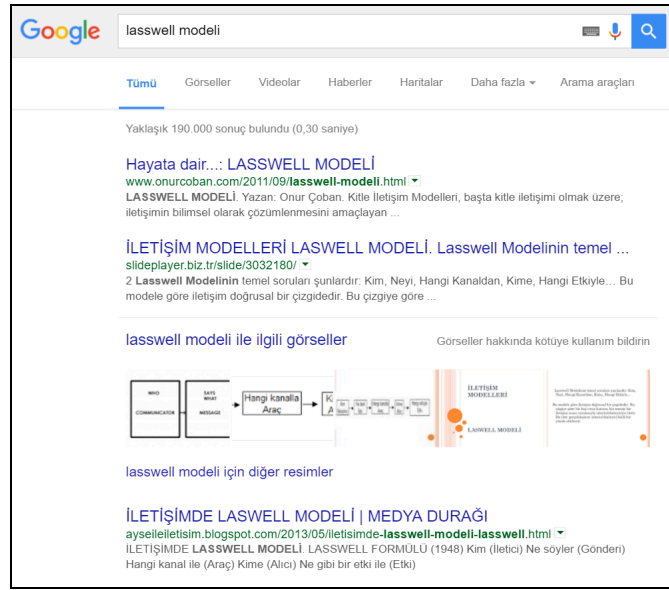 Google
lasswell modeli
Tümü Görseller Videolar Haberler Haritalar Daha fazla Arama araçları
Yaklaşık 190.000 sonuç bulundu (0,30 saniye)
Hayata dair...: LASSWELL MODELİ
www.onurcoban.com/2011/09/lasswell-modeli.html
LASSWELL MODELİ. Yazan: Onur Çoban. Kitle İletişim Modelleri, başta kitle iletişimi olmak üzere;
iletişimin bilimsel olarak çözümlenmesini amaçlayan ...
İLETİŞİM MODELLERİ LASWELL MODELİ. Lasswell Modelinin temel ...
slideplayer.biz.tr/slide/3032180/
2 Lasswell Modelinin temel soruları şunlardır: Kim, Neyi, Hangi Kanaldan, Kime, Hangi Etkiyle… Bu
modele göre iletişim doğrusal bir çizgidedir. Bu çizgiye göre ...
lasswell modeli ile ilgili görseller Görseller hakkında kötüye kullanım bildirin
WHO
COMMUNICATOR
SAYS
WHAT
MESSAGE
Hangi kanalla
Araç
İLETİŞİM
MODELLERİ
LASWELL MODELİ
lasswell modeli için diğer resimler
İLETİŞİMDE LASWELL MODELİ | MEDYA DURAĞI
ayseileiletisim.blogspot.com/2013/05/iletisimde-lasswell-modeli-lasswell.html
İLETİŞİMDE LASSWELL MODELİ. LASSWELL FORMÜLÜ (1948) Kim (İletici) Ne söyler (Gönderi)
Hangi kanal ile (Araç) Kime (Alıcı) Ne gibi bir etki ile (Etki)